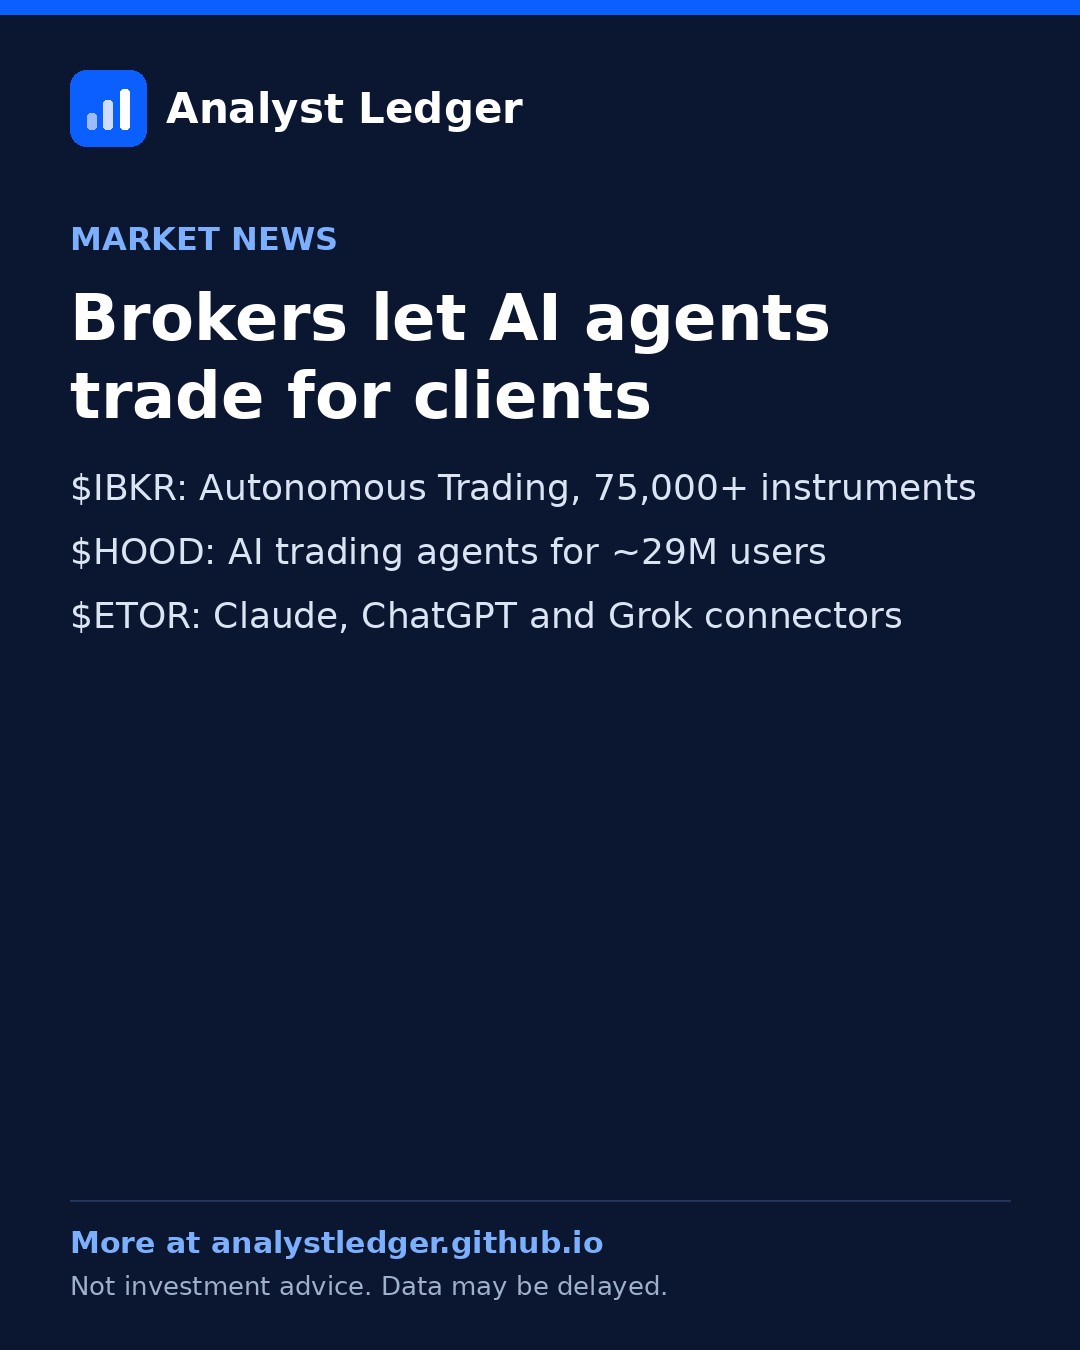 Analyst Ledger
MARKET NEWS
Brokers let AI agents
trade for clients
$IBKR: Autonomous Trading, 75,000+ instruments
$HOOD: AI trading agents for ~29M users
$ETOR: Claude, ChatGPT and Grok connectors
More at analystledger.github.io
Not investment advice. Data may be delayed.